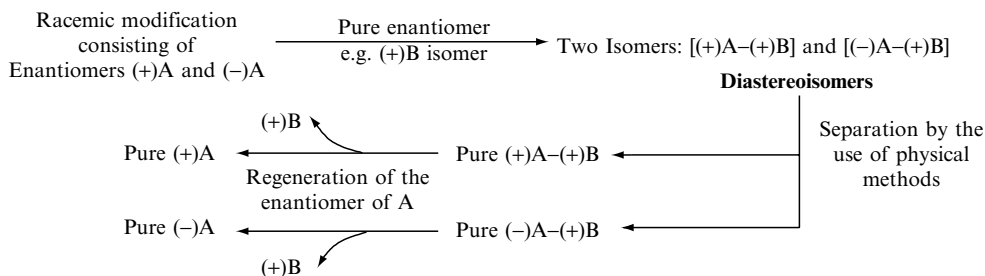 Racemic modification
consisting of
Enantiomers (+)A and (−)A
Pure enantiomer
e.g. (+)B isomer
Two Isomers: [(+)A–(+)B] and [(−)A–(+)B]
Diastereoisomers
Separation by the
use of physical
methods
(+)B
Pure (+)A
Pure (+)A–(+)B
Regeneration of the
enantiomer of A
Pure (−)A
Pure (−)A–(+)B
(+)B